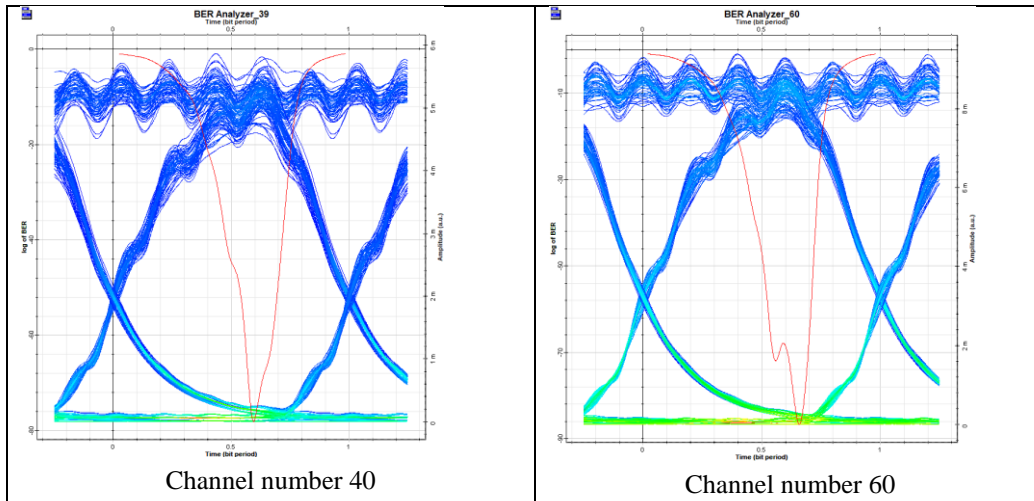 BER Analyzer_39
Time (bit period)
0 0.5 1
log of BER
0
-20
-40
-60
-80
Amplitude (a.u.)
6 m
5 m
4 m
3 m
2 m
1 m
0
0 0.5 1
Time (bit period)
Channel number 40
BER Analyzer_60
Time (bit period)
0 0.5 1
log of BER
-10
-30
-50
-70
-90
Amplitude (a.u.)
8 m
6 m
4 m
2 m
0
0 0.5 1
Time (bit period)
Channel number 60